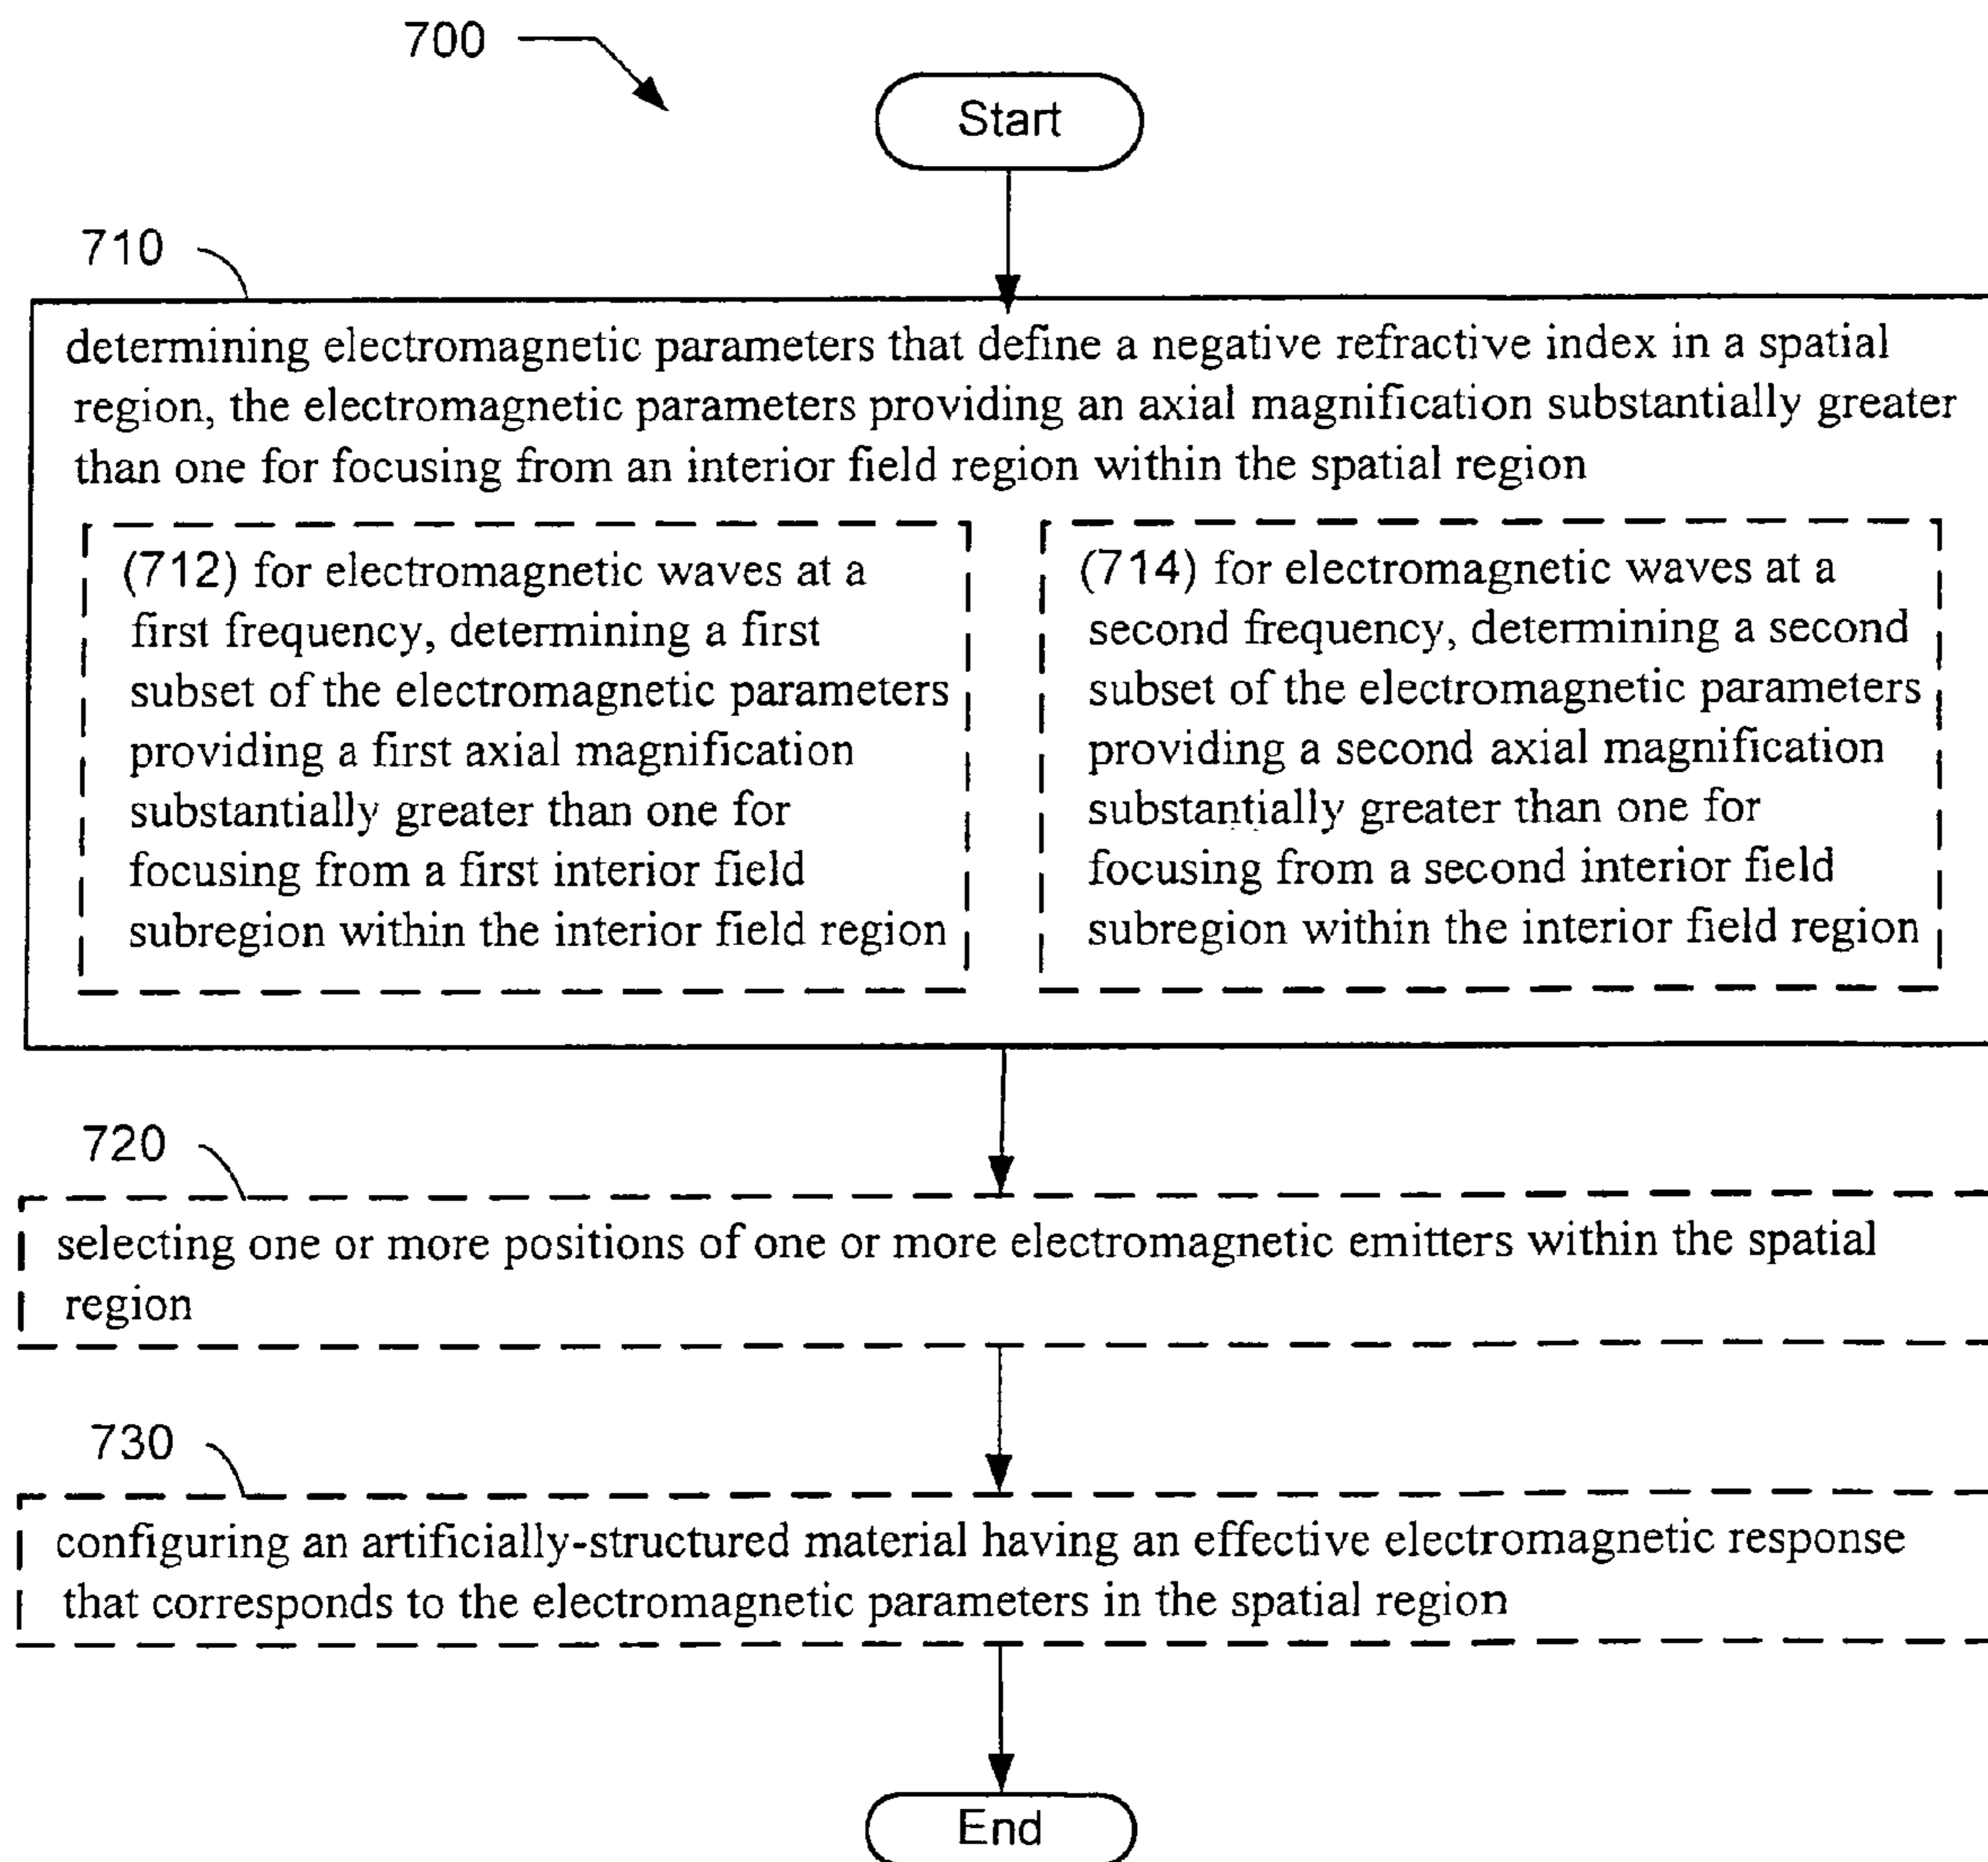 700
Start
710
determining electromagnetic parameters that define a negative refractive index in a spatial
region, the electromagnetic parameters providing an axial magnification substantially greater
than one for focusing from an interior field region within the spatial region
(712) for electromagnetic waves at a
first frequency, determining a first
subset of the electromagnetic parameters
providing a first axial magnification
substantially greater than one for
focusing from a first interior field
subregion within the interior field region
(714) for electromagnetic waves at a
second frequency, determining a second
subset of the electromagnetic parameters
providing a second axial magnification
substantially greater than one for
focusing from a second interior field
subregion within the interior field region
720
selecting one or more positions of one or more electromagnetic emitters within the spatial
region
730
configuring an artificially-structured material having an effective electromagnetic response
that corresponds to the electromagnetic parameters in the spatial region
End